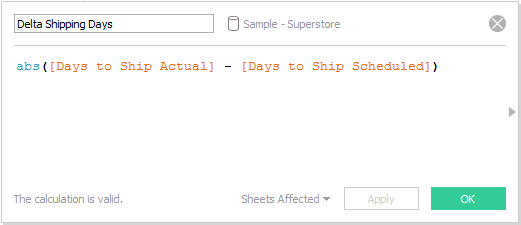 Delta Shipping Days Sample - Superstore
abs([Days to Ship Actual] - [Days to Ship Scheduled])
The calculation is valid. Sheets Affected Apply OK